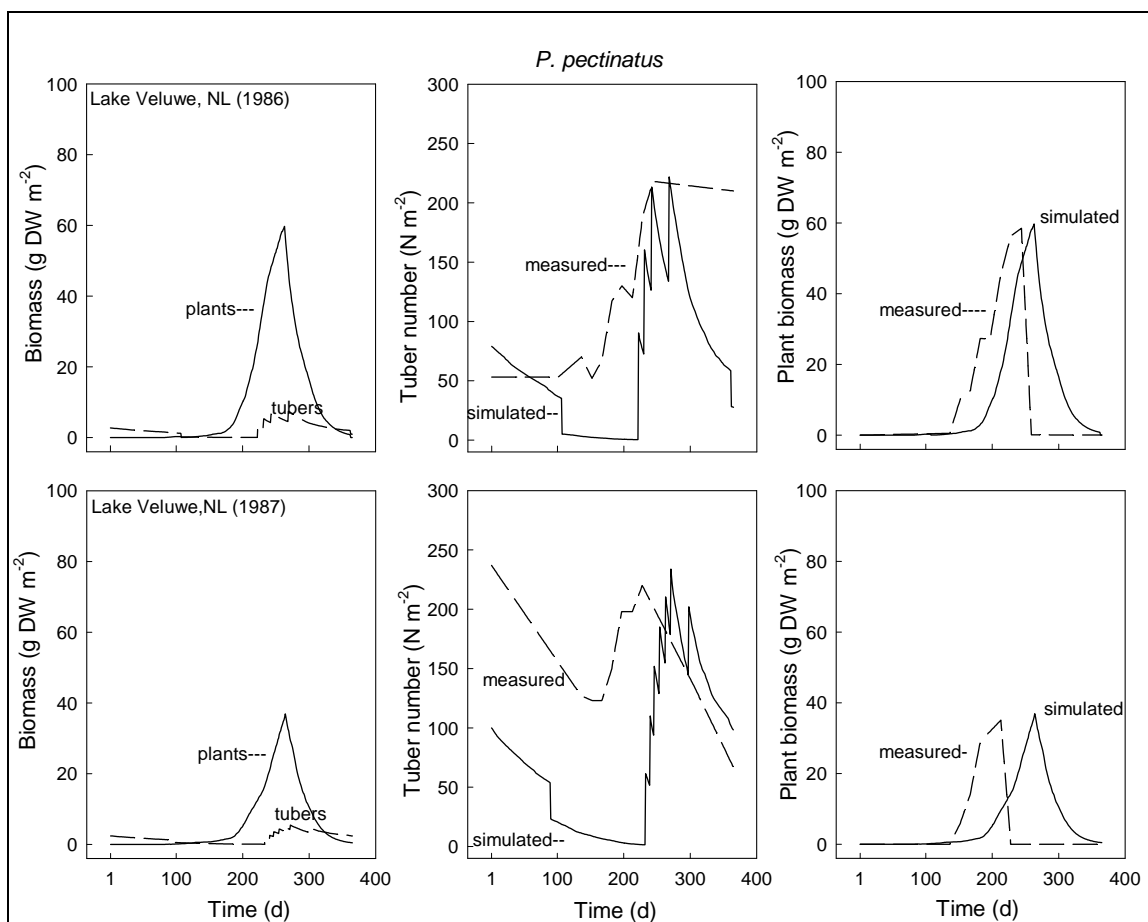 P. pectinatus
Biomass (g DW m-2)
100
80
60
40
20
0
Lake Veluwe, NL (1986)
plants---
tubers
Tuber number (N m-2)
300
250
200
150
100
50
0
measured---
simulated--
Plant biomass (g DW m-2)
100
80
60
40
20
0
simulated
measured----
Biomass (g DW m-2)
100
80
60
40
20
0
Lake Veluwe,NL (1987)
plants---
tubers
1 100 200 300 400
Time (d)
Tuber number (N m-2)
300
250
200
150
100
50
0
measured
simulated--
1 100 200 300 400
Time (d)
Plant biomass (g DW m-2)
100
80
60
40
20
0
simulated
measured-
1 100 200 300 400
Time (d)